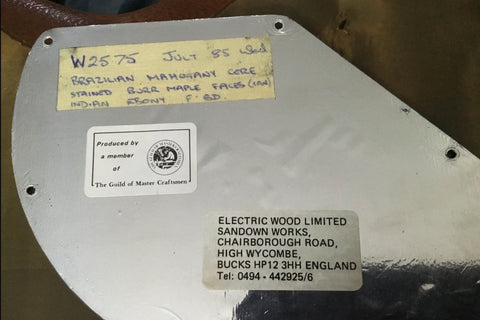 W2575 JULY 85
BRAZILIAN MAHOGANY CORE
STAINED BURR MAPLE FACES (CAN)
INDIAN EBONY F. BD.
Produced by
a member
of
The Guild of Master Craftsmen
ELECTRIC WOOD LIMITED
SANDOWN WORKS,
CHAIRBOROUGH ROAD,
HIGH WYCOMBE,
BUCKS HP12 3HH ENGLAND
Tel: 0494 - 442925/6